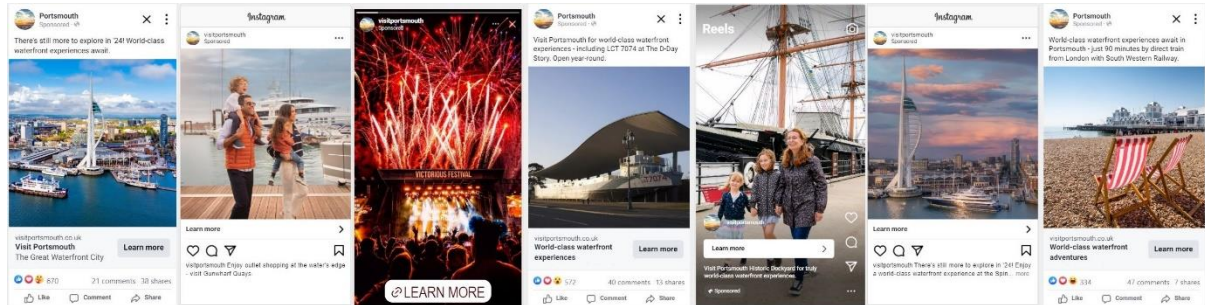 Portsmouth
Sponsored ·
There's still more to explore in '24! World-class
waterfront experiences await.
visitportsmouth.co.uk
Visit Portsmouth
The Great Waterfront City
Learn more
670
21 comments 38 shares
Like
Comment
Share
Instagram
visitportsmouth
Sponsored
Learn more
visitportsmouth Enjoy outlet shopping at the water's edge
- visit Gunwharf Quays.
visitportsmouth
Sponsored
VICTORIOUS FESTIVAL
LEARN MORE
Portsmouth
Sponsored ·
Visit Portsmouth for world-class waterfront
experiences - including LCT 7074 at The D-Day
Story. Open year-round.
visitportsmouth.co.uk
World-class waterfront
experiences
Learn more
572
40 comments 13 shares
Like
Comment
Share
Reels
visitportsmouth
Learn more
Visit Portsmouth Historic Dockyard for truly
world-class waterfront experiences.
Sponsored
Instagram
visitportsmouth
Sponsored
Learn more
visitportsmouth There's still more to explore in '24! Enjoy
a world-class waterfront experience at the Spin... more
Portsmouth
Sponsored ·
World-class waterfront experiences await in
Portsmouth - just 90 minutes by direct train
from London with South Western Railway.
visitportsmouth.co.uk
World-class waterfront
adventures
Learn more
334
47 comments 7 shares
Like
Comment
Share